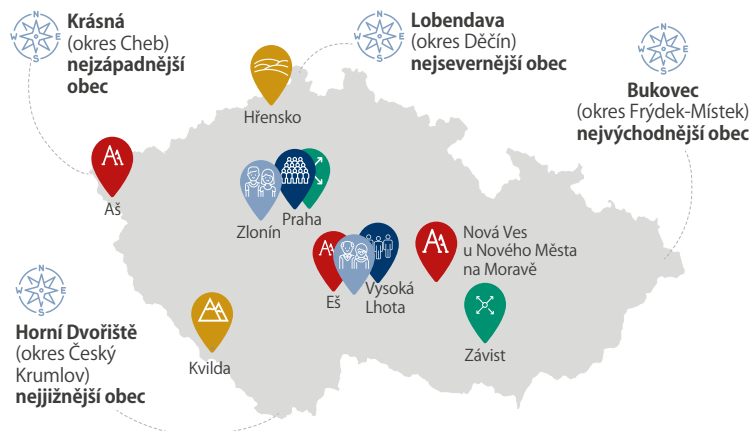 N
W E
S
Krásná
(okres Cheb)
nejzápadnější
obec
N
W E
S
Lobendava
(okres Děčín)
nejsevernější obec
N
W E
S
Bukovec
(okres Frýdek-Místek)
nejvýchodnější obec
Hřensko
Aš
Zlonín
Praha
Nová Ves
u Nového Města
na Moravě
Eš
Vysoká
Lhota
Závist
Kvilda
N
W E
S
Horní Dvořiště
(okres Český
Krumlov)
nejjižnější obec